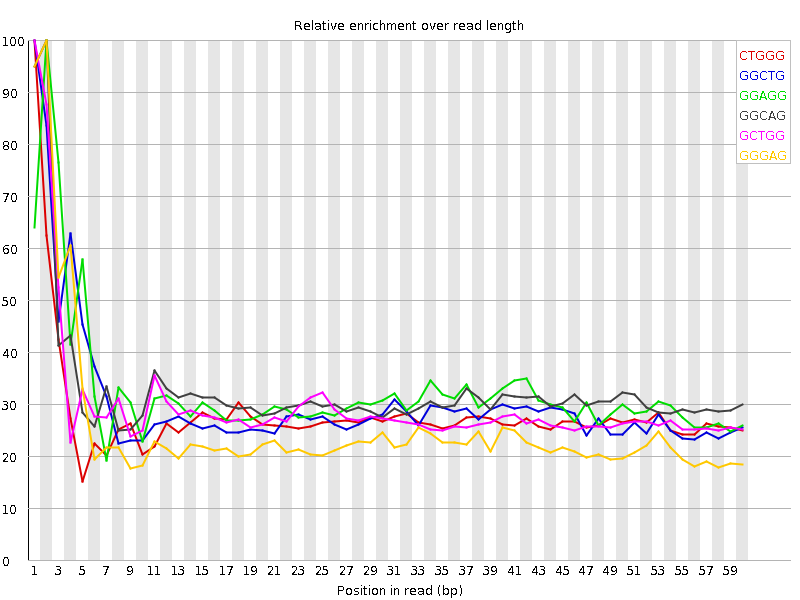 Relative enrichment over read length
100
90
80
70
60
50
40
30
20
10
0
CTGGG
GGCTG
GGAGG
GGCAG
GCTGG
GGGAG
1 3 5 7 9 11 13 15 17 19 21 23 25 27 29 31 33 35 37 39 41 43 45 47 49 51 53 55 57 59
Position in read (bp)